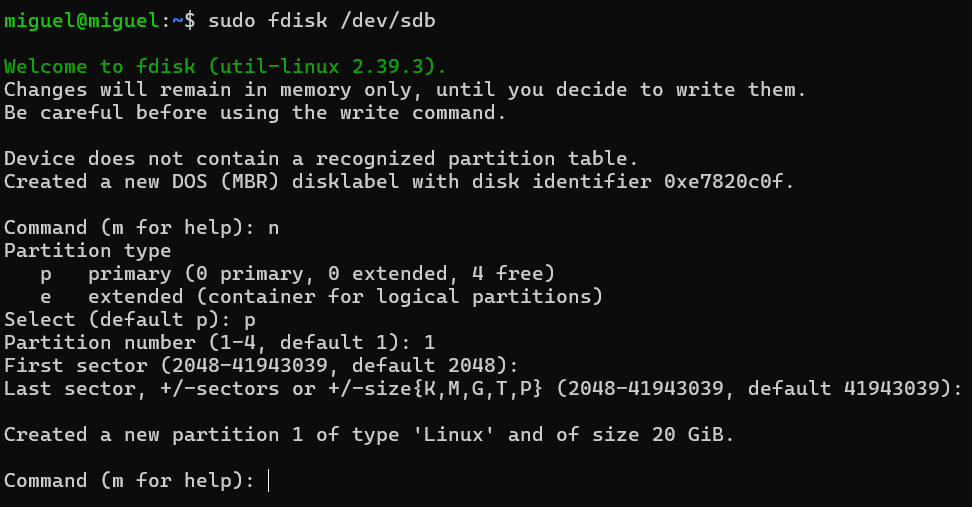 miguel@miguel:~$ sudo fdisk /dev/sdb
Welcome to fdisk (util-linux 2.39.3).
Changes will remain in memory only, until you decide to write them.
Be careful before using the write command.
Device does not contain a recognized partition table.
Created a new DOS (MBR) disklabel with disk identifier 0xe7820c0f.
Command (m for help): n
Partition type
   p   primary (0 primary, 0 extended, 4 free)
   e   extended (container for logical partitions)
Select (default p): p
Partition number (1-4, default 1): 1
First sector (2048-41943039, default 2048):
Last sector, +/-sectors or +/-size{K,M,G,T,P} (2048-41943039, default 41943039):
Created a new partition 1 of type 'Linux' and of size 20 GiB.
Command (m for help):